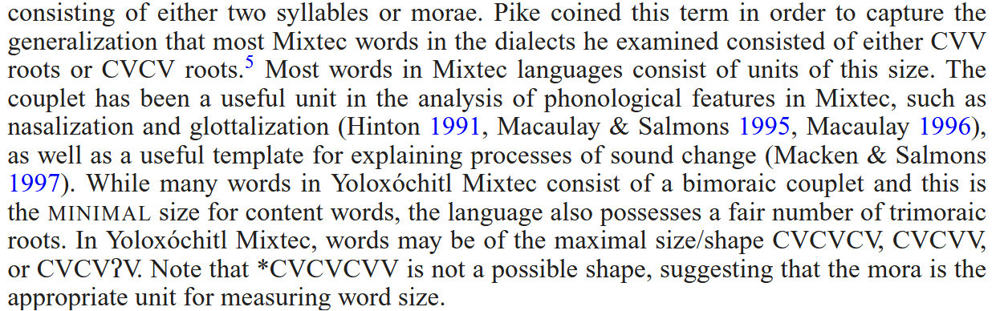 consisting of either two syllables or morae. Pike coined this term in order to capture the
generalization that most Mixtec words in the dialects he examined consisted of either CVV
roots or CVCV roots.5 Most words in Mixtec languages consist of units of this size. The
couplet has been a useful unit in the analysis of phonological features in Mixtec, such as
nasalization and glottalization (Hinton 1991, Macaulay & Salmons 1995, Macaulay 1996),
as well as a useful template for explaining processes of sound change (Macken & Salmons
1997). While many words in Yoloxóchitl Mixtec consist of a bimoraic couplet and this is
the MINIMAL size for content words, the language also possesses a fair number of trimoraic
roots. In Yoloxóchitl Mixtec, words may be of the maximal size/shape CVCVCV, CVCVV,
or CVCVʔV. Note that *CVCVCVV is not a possible shape, suggesting that the mora is the
appropriate unit for measuring word size.